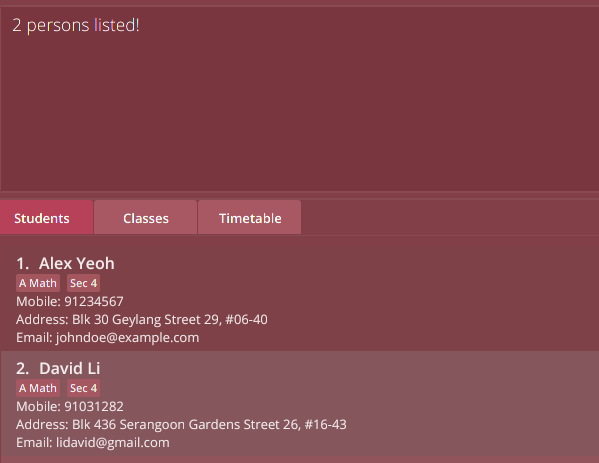 2 persons listed!
Students Classes Timetable
1. Alex Yeoh
A Math Sec 4
Mobile: 91234567
Address: Blk 30 Geylang Street 29, #06-40
Email: johndoe@example.com
2. David Li
A Math Sec 4
Mobile: 91031282
Address: Blk 436 Serangoon Gardens Street 26, #16-43
Email: lidavid@gmail.com